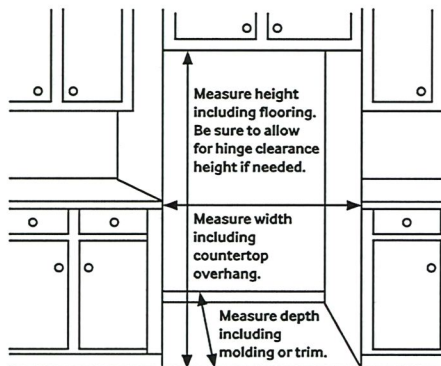 Measure height
including flooring.
Be sure to allow
for hinge clearance
height if needed.
Measure width
including
countertop
overhang.
Measure depth
including
molding or trim.